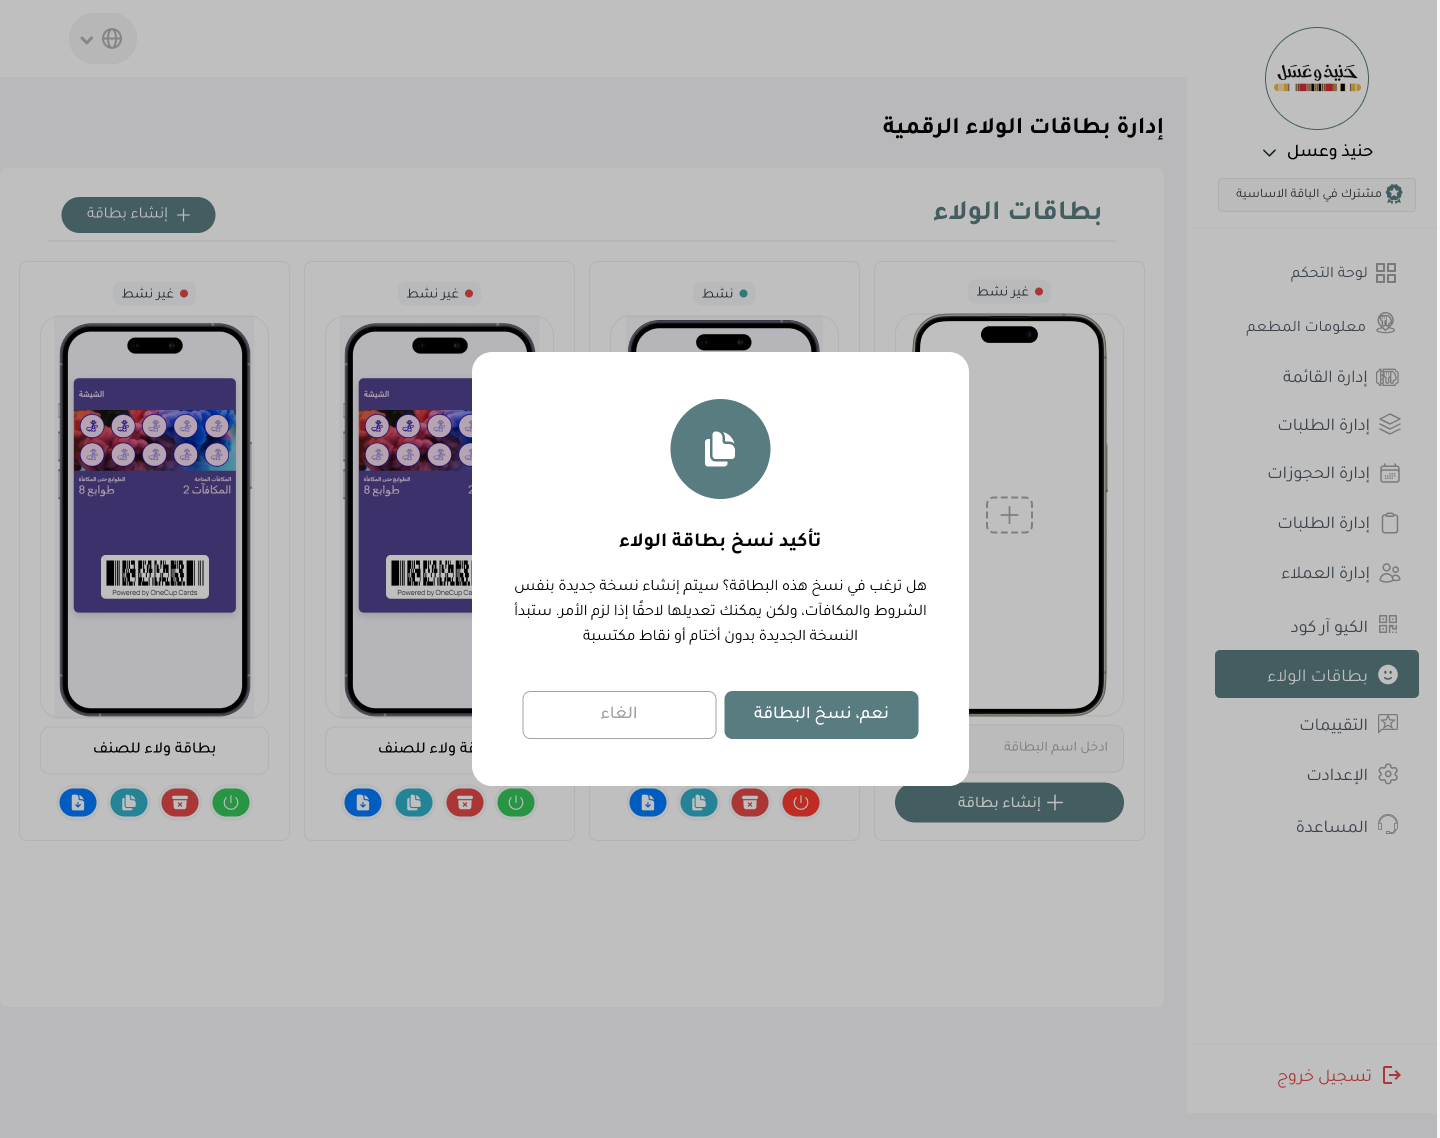 حنيذ وعسل
حنيذ وعسل
مشترك في الباقة الاساسية
لوحة التحكم
معلومات المطعم
إدارة القائمة
إدارة الطلبات
إدارة الحجوزات
إدارة الطلبات
إدارة العملاء
الكيو آر كود
بطاقات الولاء
التقييمات
الإعدادت
المساعدة
تسجيل خروج
إدارة بطاقات الولاء الرقمية
بطاقات الولاء
إنشاء بطاقة
غير نشط
نشط
غير نشط
غير نشط
ادخل اسم البطاقة
إنشاء بطاقة
الشيشة
الطوابع حتى المكافأة
8 طوابع
2
Powered by OneCup Ca
بطاقة ولاء للصنف
الشيشة
المكافآت المتاحة
الطوابع حتى المكافأة
2 المكافآت
8 طوابع
Powered by OneCup Cards
بطاقة ولاء للصنف
تأكيد نسخ بطاقة الولاء
هل ترغب في نسخ هذه البطاقة؟ سيتم إنشاء نسخة جديدة بنفس
الشروط والمكافآت، ولكن يمكنك تعديلها لاحقًا إذا لزم الأمر. ستبدأ
النسخة الجديدة بدون أختام أو نقاط مكتسبة
نعم، نسخ البطاقة
الغاء